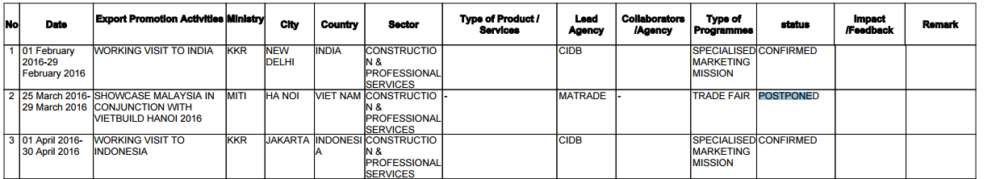 No Date Export Promotion Activities Ministry City Country Sector Type of Product / Services Lead Agency Collaborators /Agency Type of Programmes status Impact /Feedback Remark
1 01 February 2016-29 February 2016 WORKING VISIT TO INDIA KKR NEW DELHI INDIA CONSTRUCTIO N & PROFESSIONAL SERVICES CIDB SPECIALISED MARKETING MISSION CONFIRMED
2 25 March 2016- 29 March 2016 SHOWCASE MALAYSIA IN CONJUNCTION WITH VIETBUILD HANOI 2016 MITI HA NOI VIET NAM CONSTRUCTIO N & PROFESSIONAL SERVICES - MATRADE - TRADE FAIR POSTPONED
3 01 April 2016- 30 April 2016 WORKING VISIT TO INDONESIA KKR JAKARTA INDONESI A CONSTRUCTIO N & PROFESSIONAL SERVICES CIDB SPECIALISED MARKETING MISSION CONFIRMED